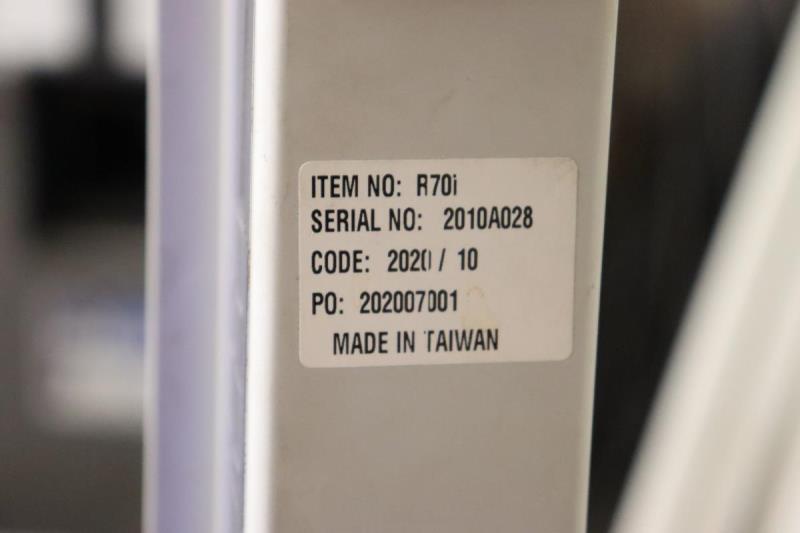 ITEM NO: R70i
SERIAL NO: 2010A028
CODE: 2020 / 10
PO: 202007001
MADE IN TAIWAN